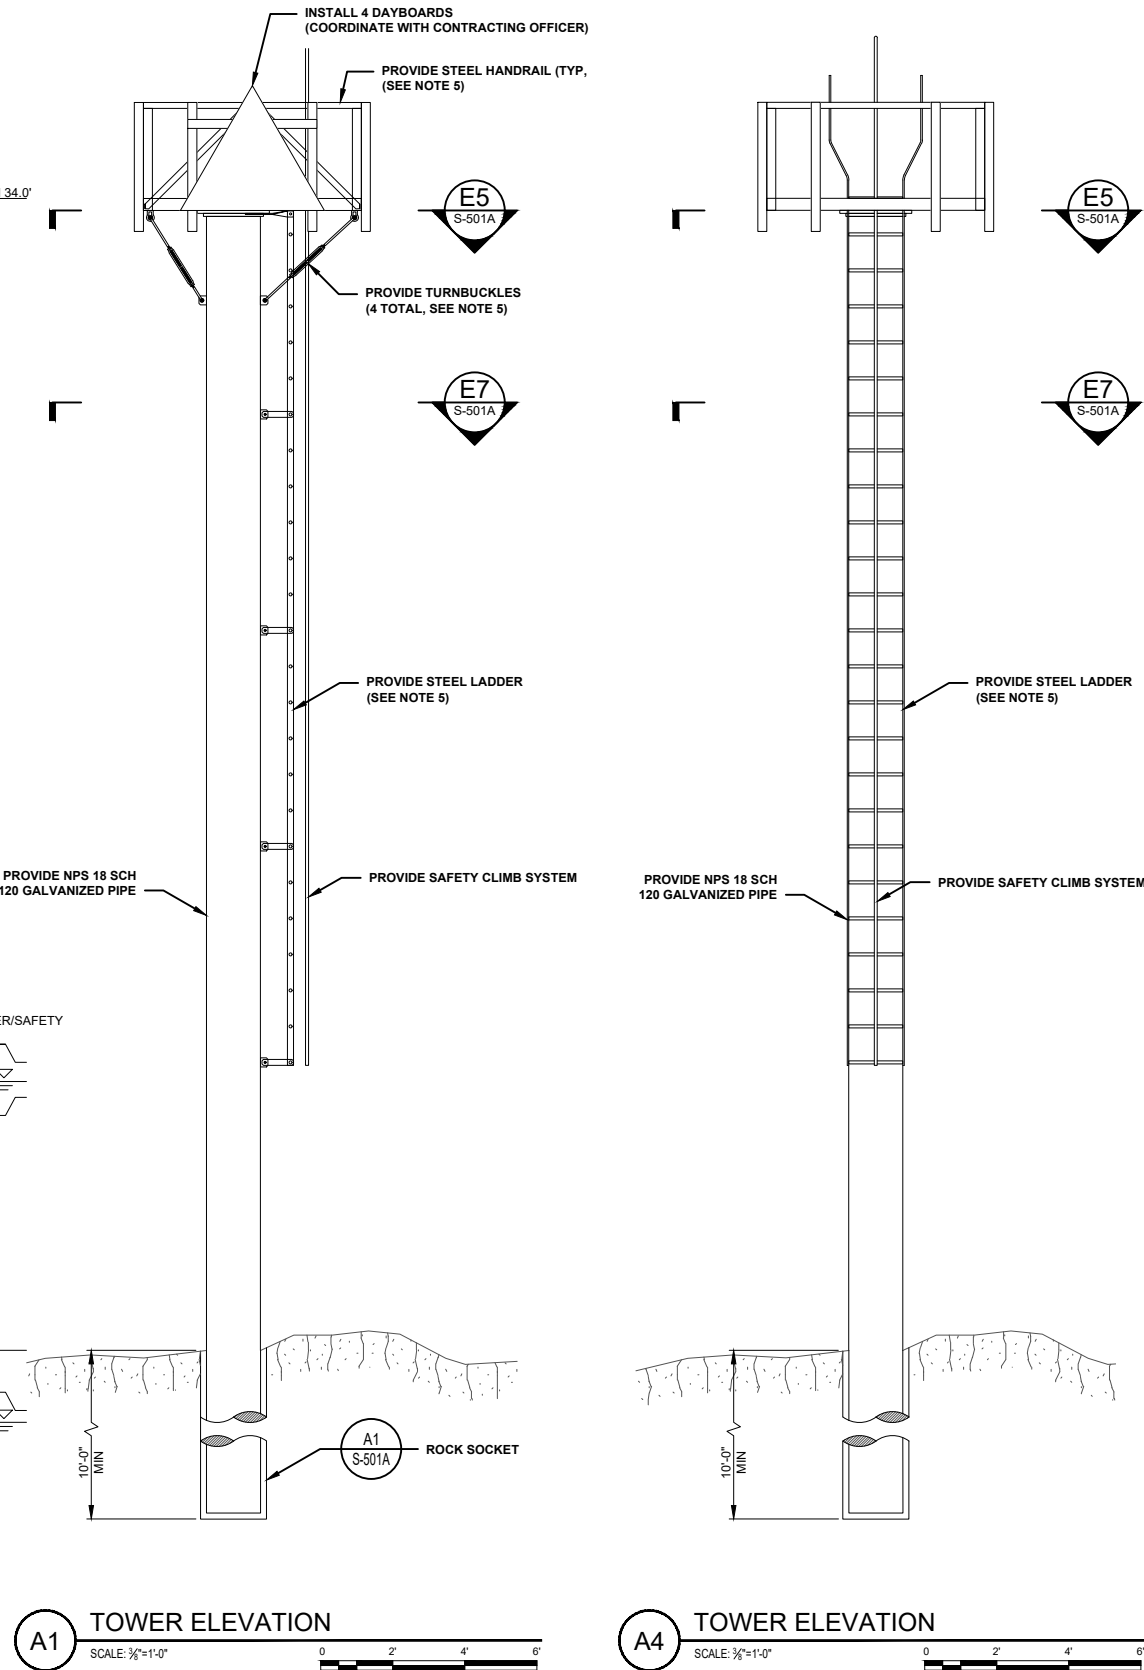 INSTALL 4 DAYBOARDS
(COORDINATE WITH CONTRACTING OFFICER)
PROVIDE STEEL HANDRAIL (TYP,
(SEE NOTE 5)
34.0'
E5
S-501A
PROVIDE TURNBUCKLES
(4 TOTAL, SEE NOTE 5)
E7
S-501A
PROVIDE STEEL LADDER
(SEE NOTE 5)
PROVIDE NPS 18 SCH
120 GALVANIZED PIPE
PROVIDE SAFETY CLIMB SYSTEM
ER/SAFETY
10'-0"
MIN
A1
S-501A
ROCK SOCKET
A1
TOWER ELEVATION
SCALE: 3/8"=1'-0"
0 2' 4' 6'
E5
S-501A
E7
S-501A
PROVIDE STEEL LADDER
(SEE NOTE 5)
PROVIDE NPS 18 SCH
120 GALVANIZED PIPE
PROVIDE SAFETY CLIMB SYSTEM
10'-0"
MIN
A4
TOWER ELEVATION
SCALE: 3/8"=1'-0"
0 2' 4' 6'